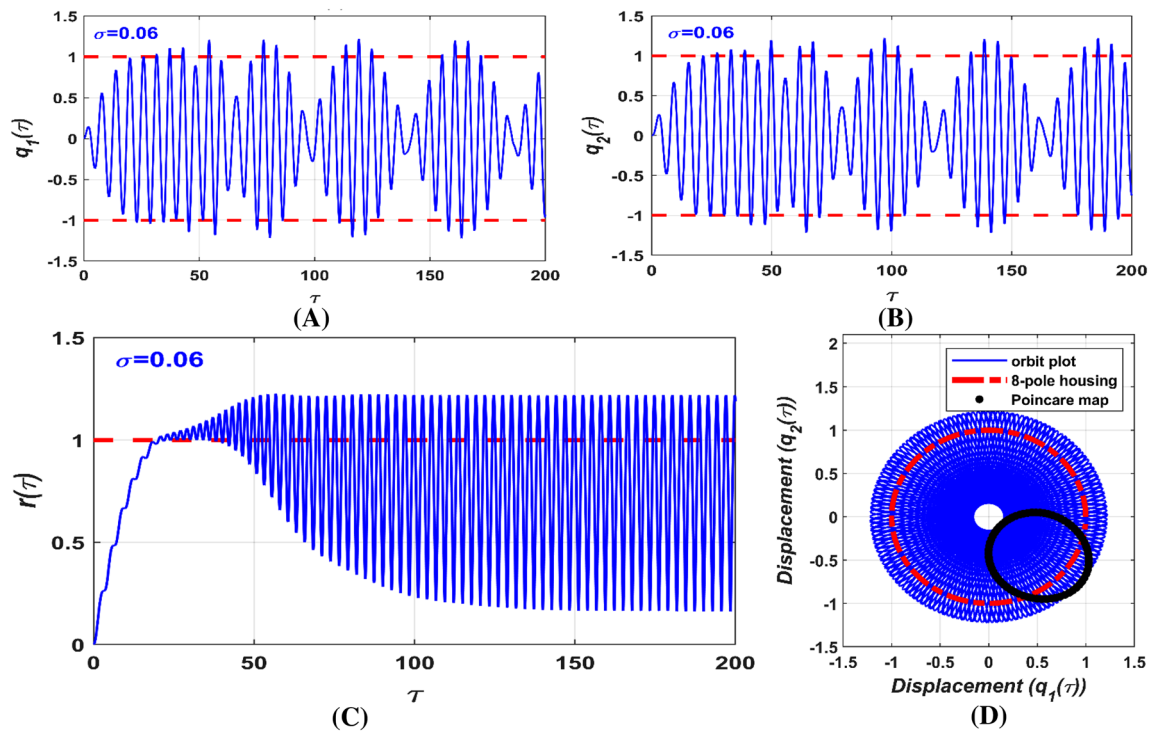 σ=0.06
1.5
1
0.5
0
-0.5
-1
-1.5
q1(τ)
0 50 100 150 200
τ
(A)
σ=0.06
1.5
1
0.5
0
-0.5
-1
-1.5
q2(τ)
0 50 100 150 200
τ
(B)
σ=0.06
1.5
1
0.5
0
r(τ)
0 50 100 150 200
τ
(C)
orbit plot
8-pole housing
Poincare map
2
1.5
1
0.5
0
-0.5
-1
-1.5
Displacement (q2(τ))
-1.5 -1 -0.5 0 0.5 1 1.5
Displacement (q1(τ))
(D)